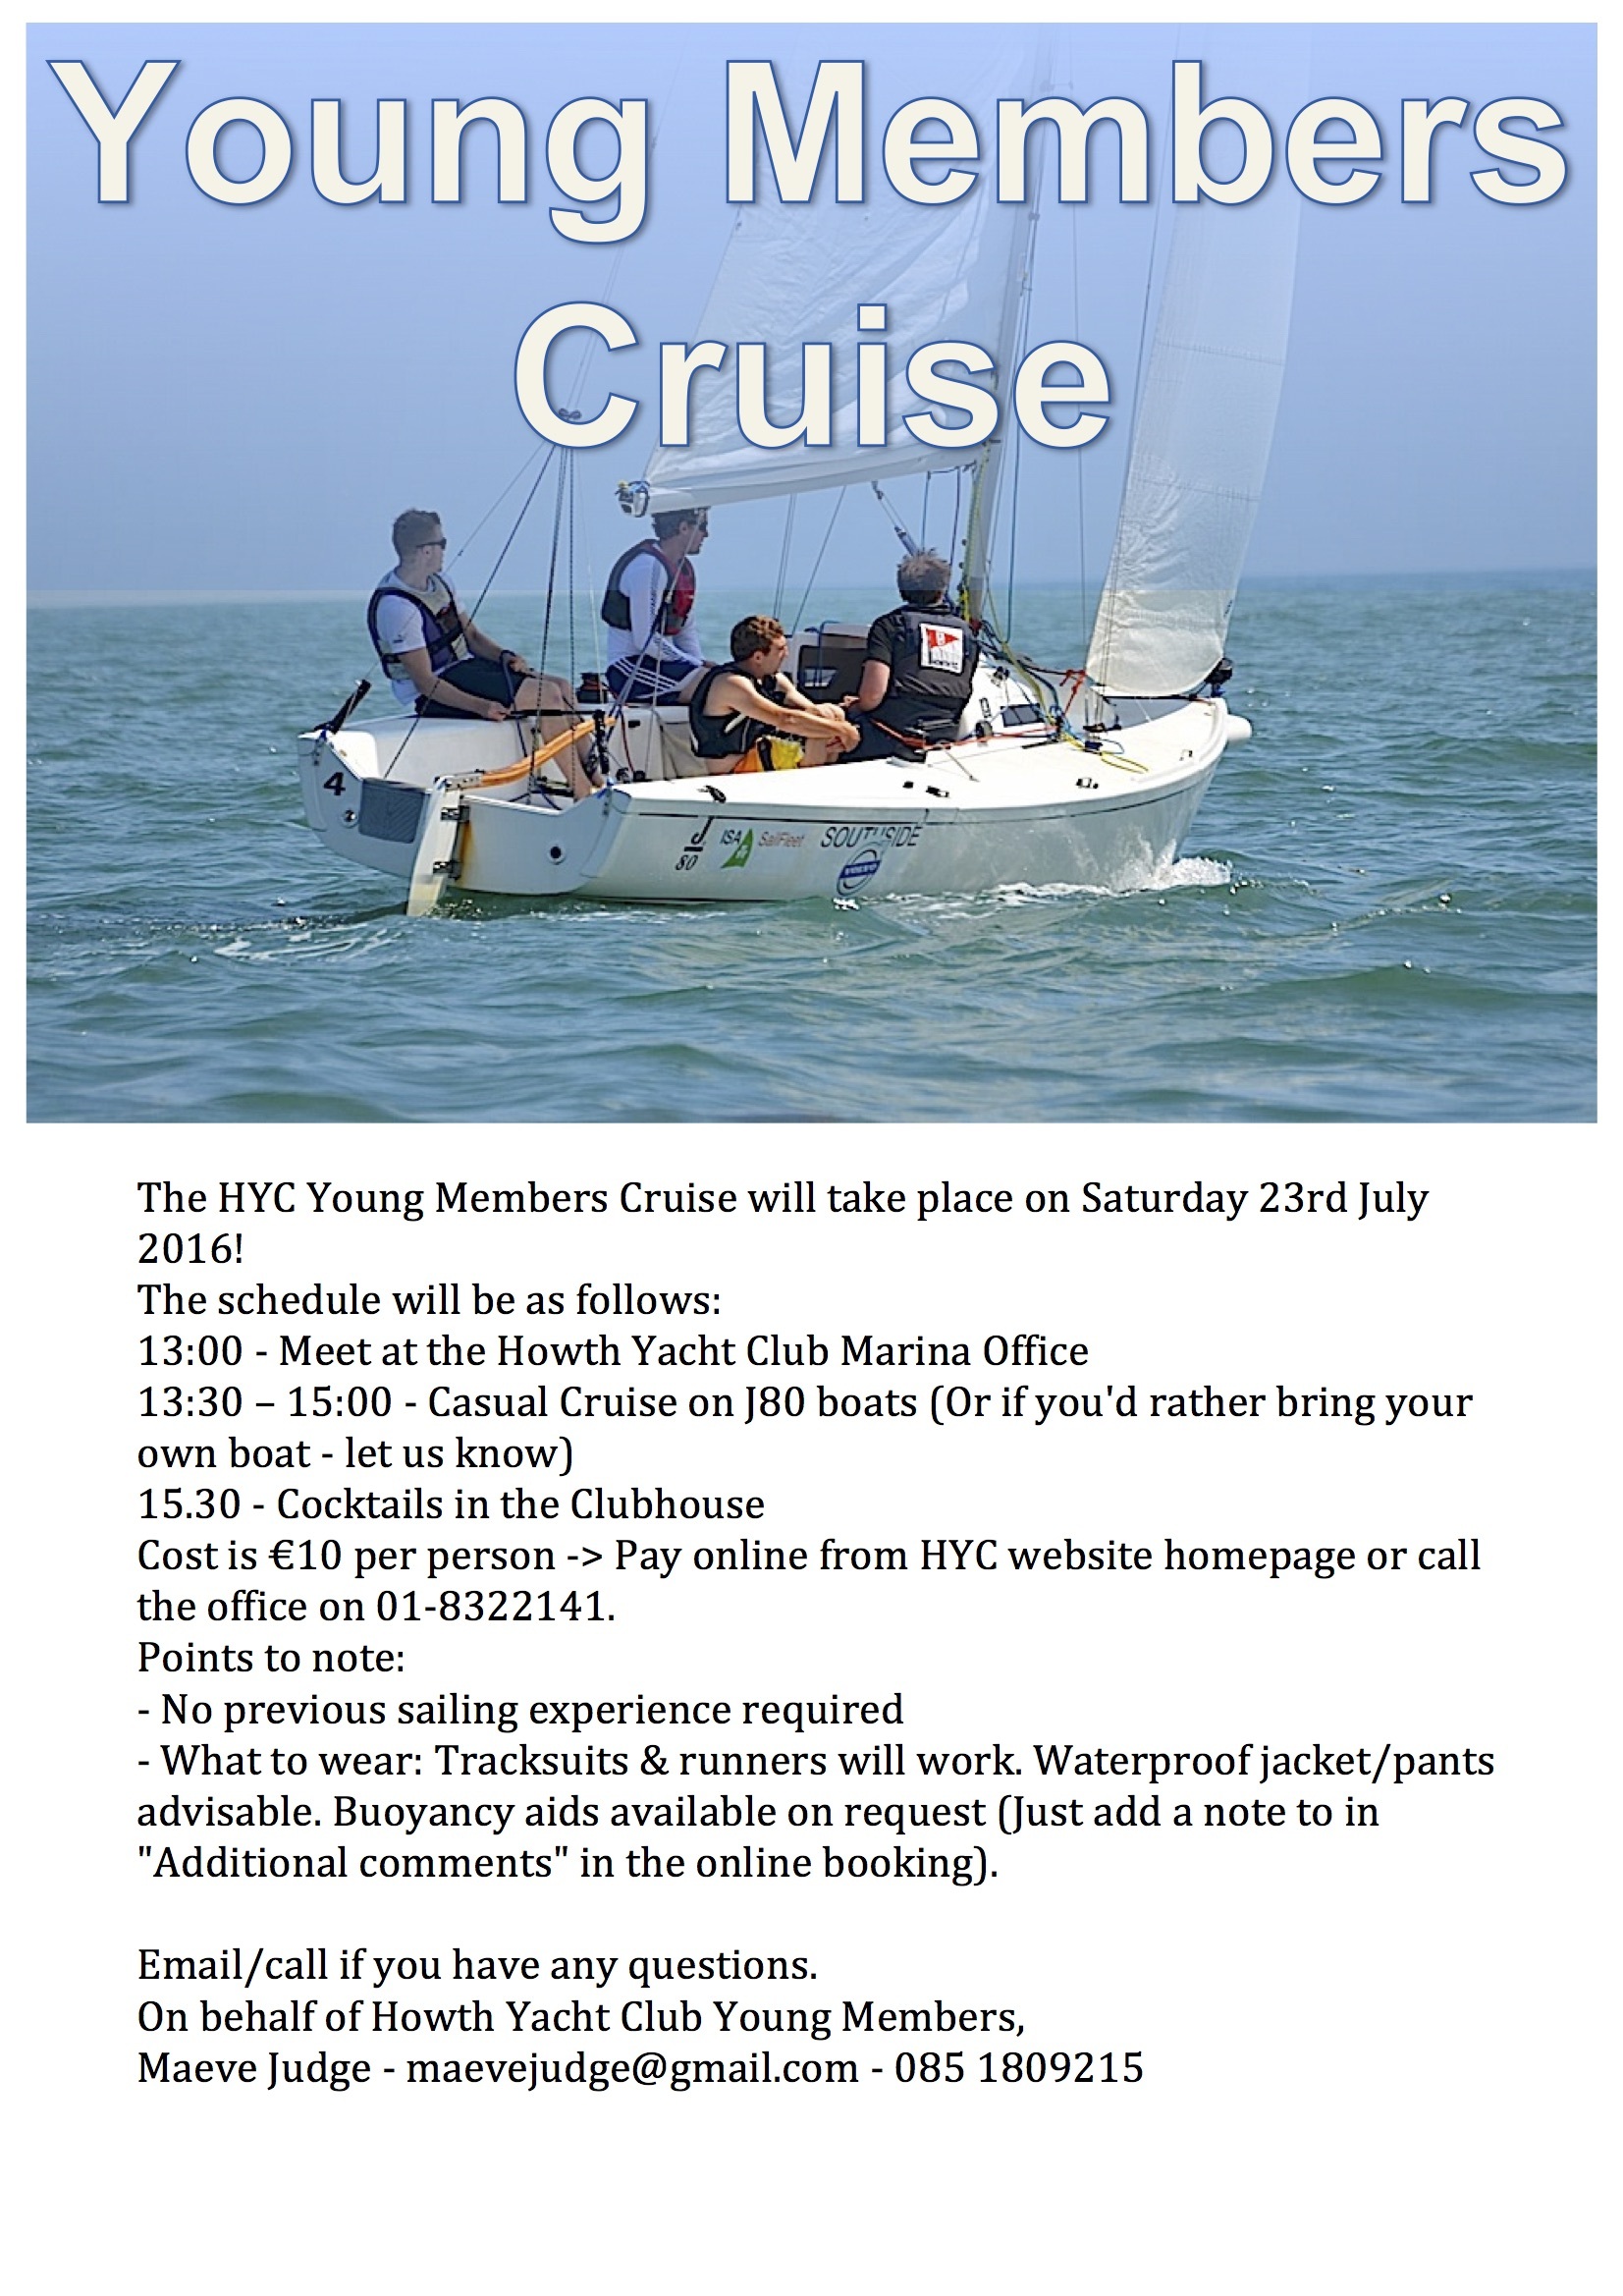 Young Members
Cruise
4
J
80
ISA
SailFleet
SOUTHSIDE
VOLVO
The HYC Young Members Cruise will take place on Saturday 23rd July
2016!
The schedule will be as follows:
13:00 - Meet at the Howth Yacht Club Marina Office
13:30 – 15:00 - Casual Cruise on J80 boats (Or if you'd rather bring your
own boat - let us know)
15.30 - Cocktails in the Clubhouse
Cost is €10 per person -> Pay online from HYC website homepage or call
the office on 01-8322141.
Points to note:
- No previous sailing experience required
- What to wear: Tracksuits & runners will work. Waterproof jacket/pants
advisable. Buoyancy aids available on request (Just add a note to in
"Additional comments" in the online booking).
Email/call if you have any questions.
On behalf of Howth Yacht Club Young Members,
Maeve Judge - maevejudge@gmail.com - 085 1809215